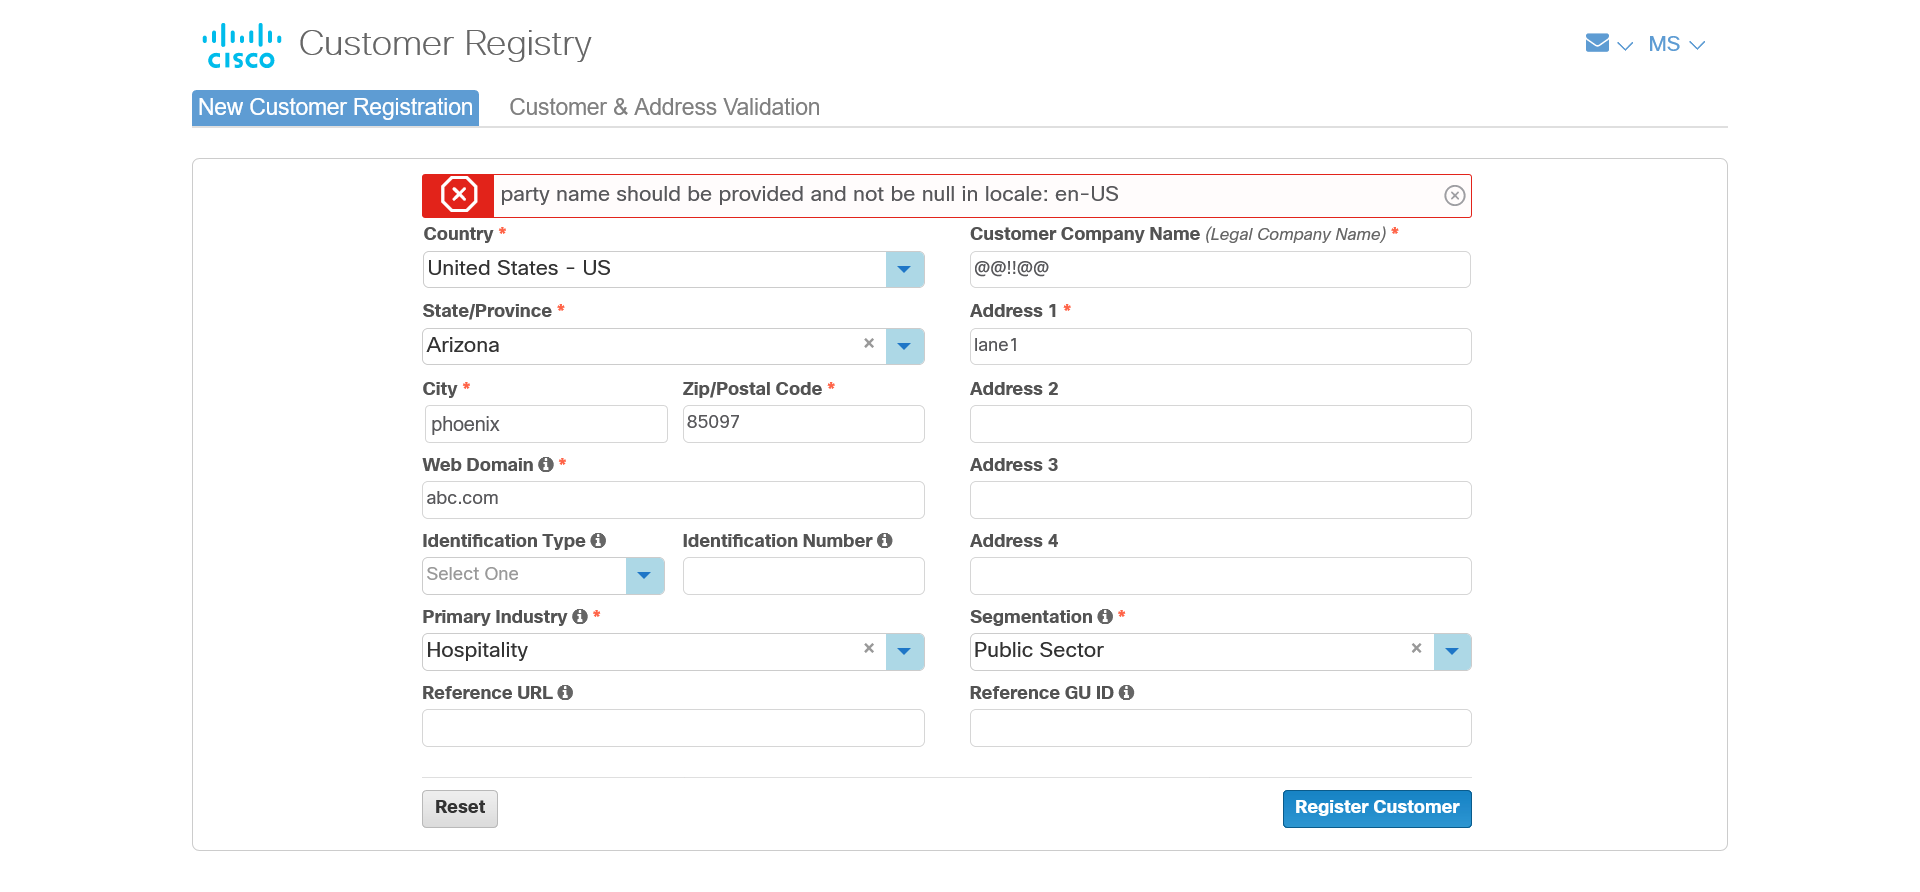 CISCO
Customer Registry
MS
New Customer Registration
Customer & Address Validation
party name should be provided and not be null in locale: en-US
Country *
Customer Company Name (Legal Company Name) *
United States - US
@@!!@@
State/Province *
Address 1 *
Arizona
lane1
City *
Zip/Postal Code *
Address 2
phoenix
85097
Web Domain *
Address 3
abc.com
Identification Type
Identification Number
Address 4
Select One
Primary Industry *
Segmentation *
Hospitality
Public Sector
Reference URL
Reference GU ID
Reset
Register Customer